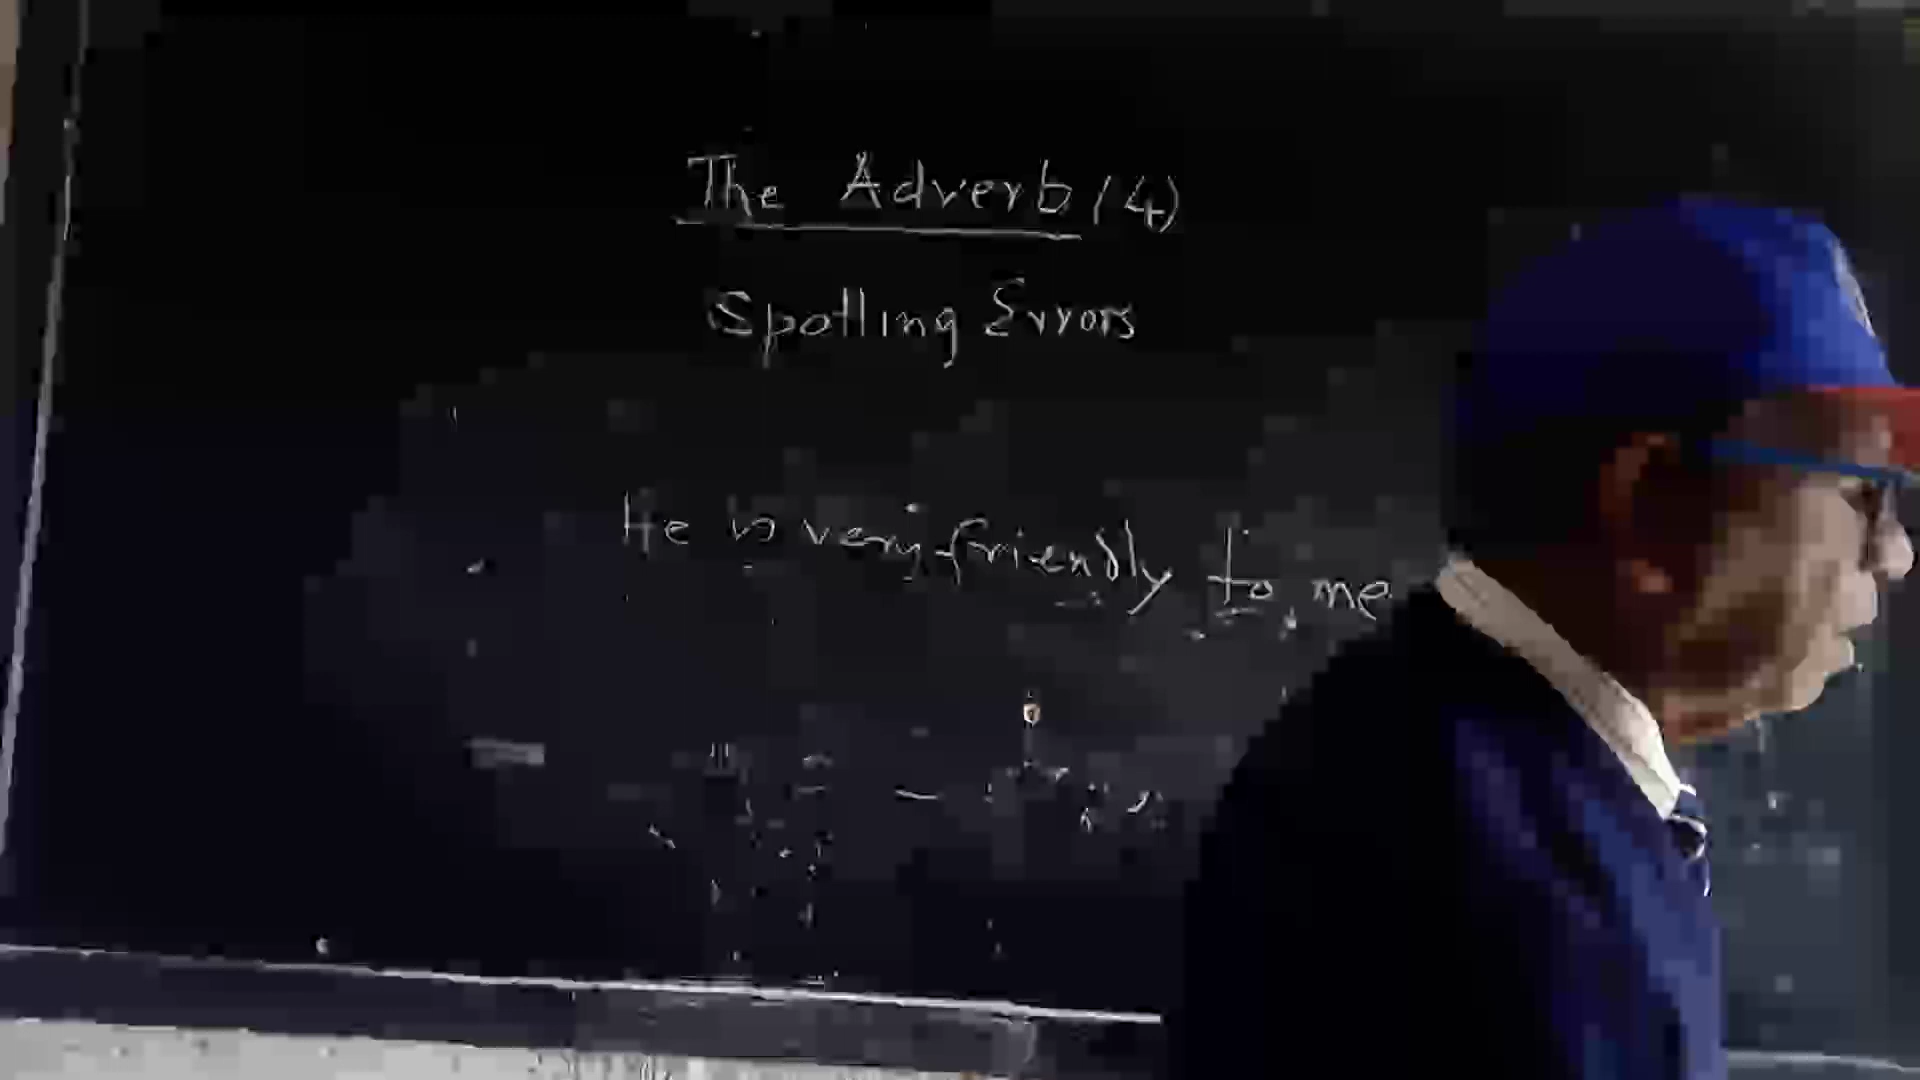 The Adverb (4)
Spotting Errors
He is very friendly to me